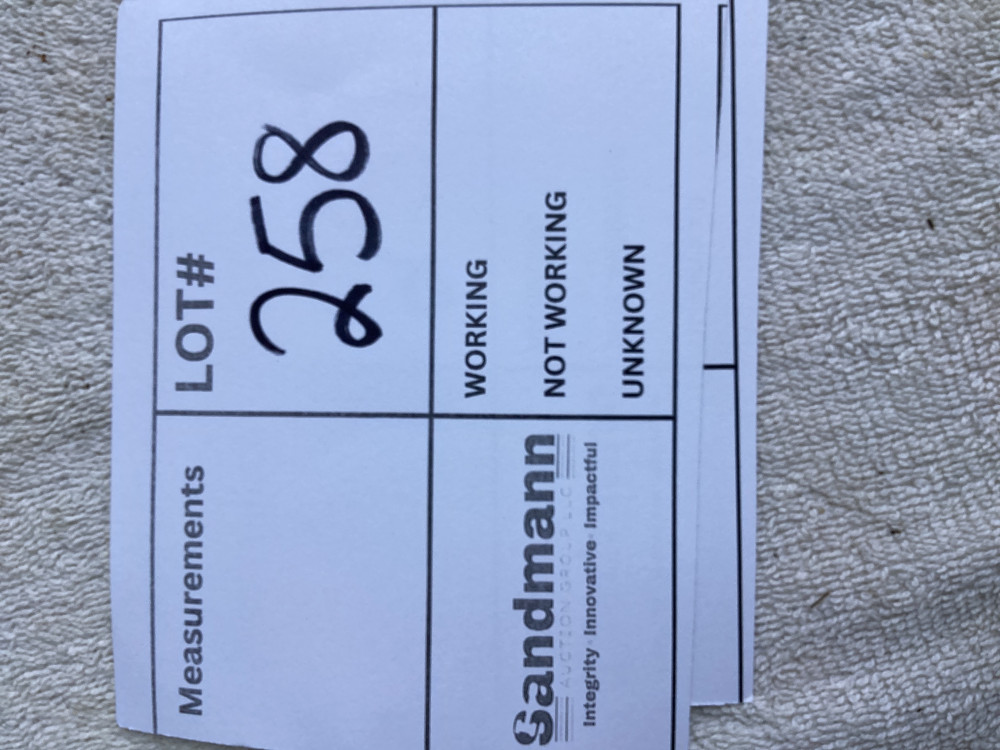 Measurements
LOT#
258
Sandmann
AUCTION GROUP LLC
Integrity · Innovative · Impactful
WORKING
NOT WORKING
UNKNOWN